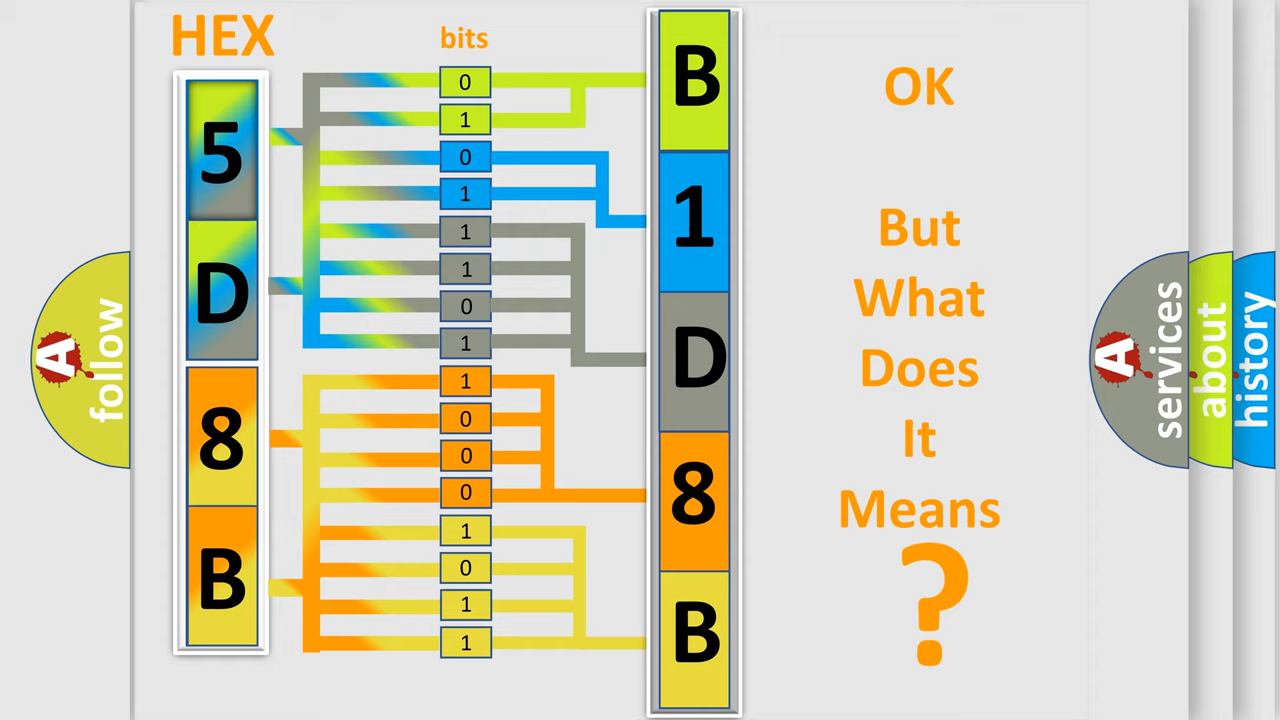 HEX
bits
5
D
8
B
0
1
0
1
1
1
0
1
1
0
0
0
1
0
1
1
B
1
D
8
B
OK
But
What
Does
It
Means
?
A
follow
A
services
about
history